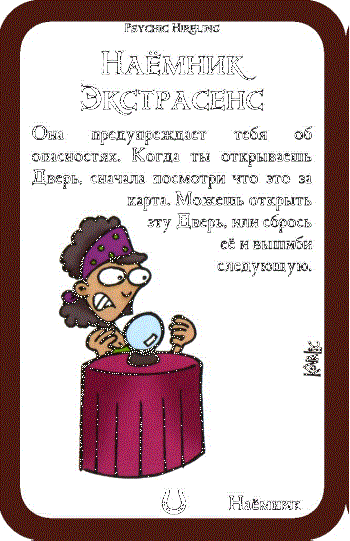 Psychic Hireling
Наёмник
Экстрасенс
Она предупреждает тебя об
опасностях. Когда ты открываешь
Дверь, сначала посмотри что это за
карта. Можешь открыть
эту Дверь, или сбрось
её и вышиби
следующую.
Наёмник